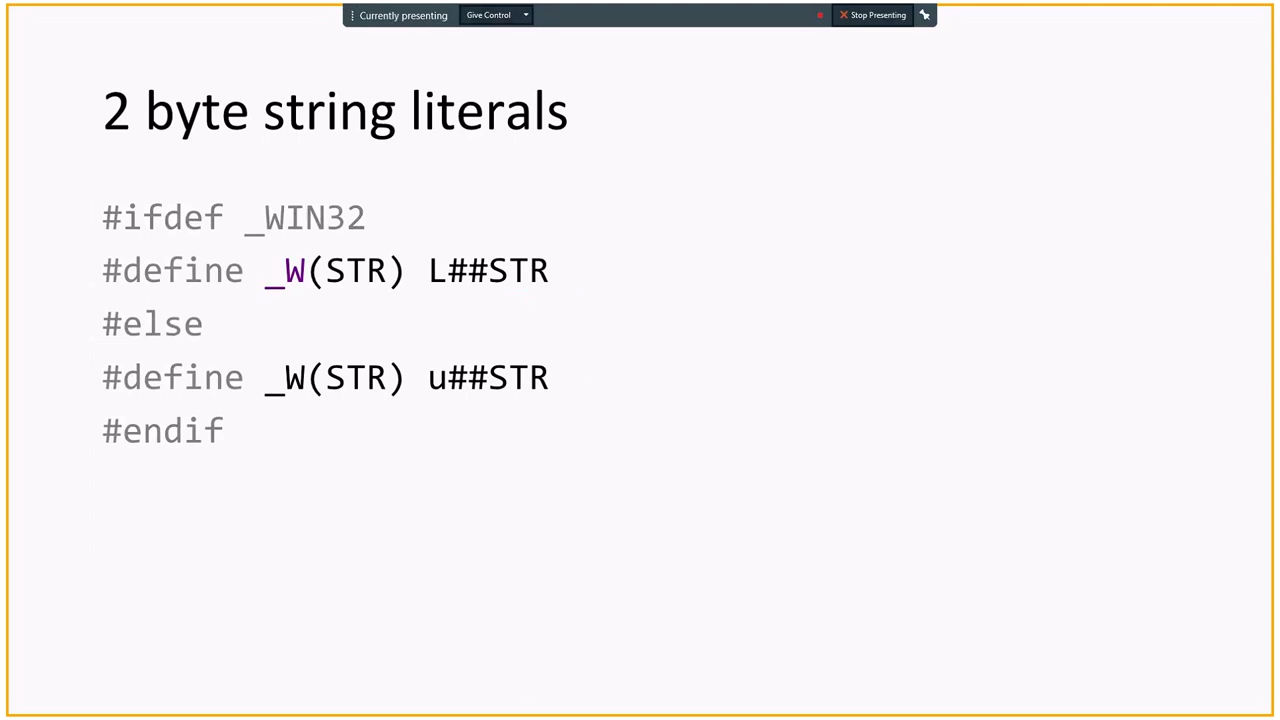 Currently presenting Give Control Stop Presenting
2 byte string literals
#ifdef _WIN32
#define _W(STR) L##STR
#else
#define _W(STR) u##STR
#endif